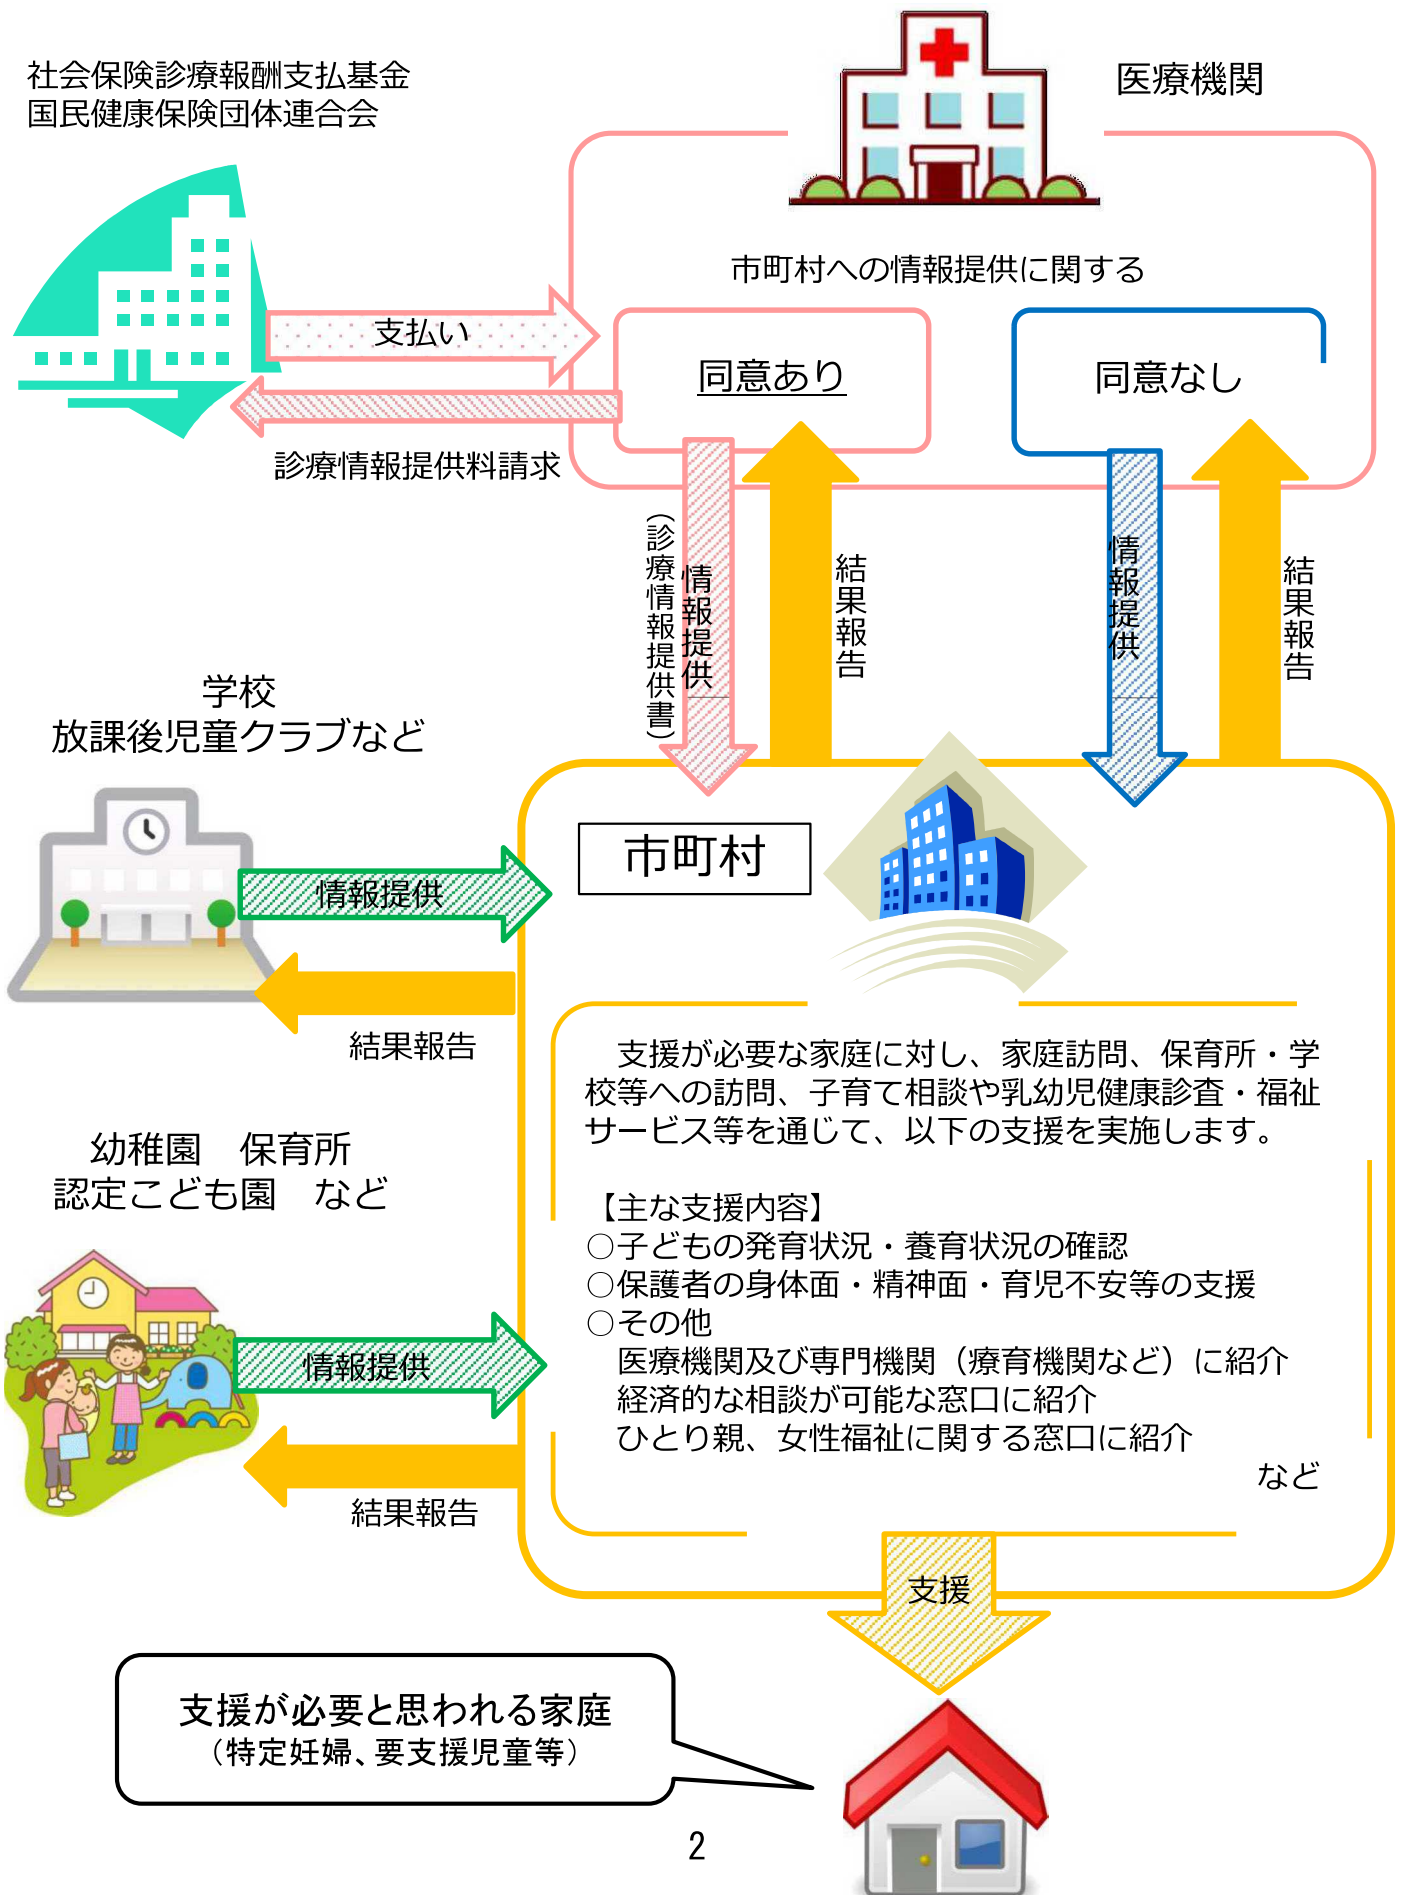 社会保険診療報酬支払基金
国民健康保険団体連合会
医療機関
市町村への情報提供に関する
支払い
同意あり
同意なし
診療情報提供料請求
（診療情報提供書）
情報提供
結果報告
情報提供
結果報告
学校
放課後児童クラブなど
市町村
情報提供
結果報告
支援が必要な家庭に対し、家庭訪問、保育所・学
校等への訪問、子育て相談や乳幼児健康診査・福祉
サービス等を通じて、以下の支援を実施します。
幼稚園　保育所
認定こども園　など
【主な支援内容】
○子どもの発育状況・養育状況の確認
○保護者の身体面・精神面・育児不安等の支援
○その他
医療機関及び専門機関（療育機関など）に紹介
経済的な相談が可能な窓口に紹介
ひとり親、女性福祉に関する窓口に紹介
など
情報提供
結果報告
支援
支援が必要と思われる家庭
（特定妊婦、要支援児童等）
2